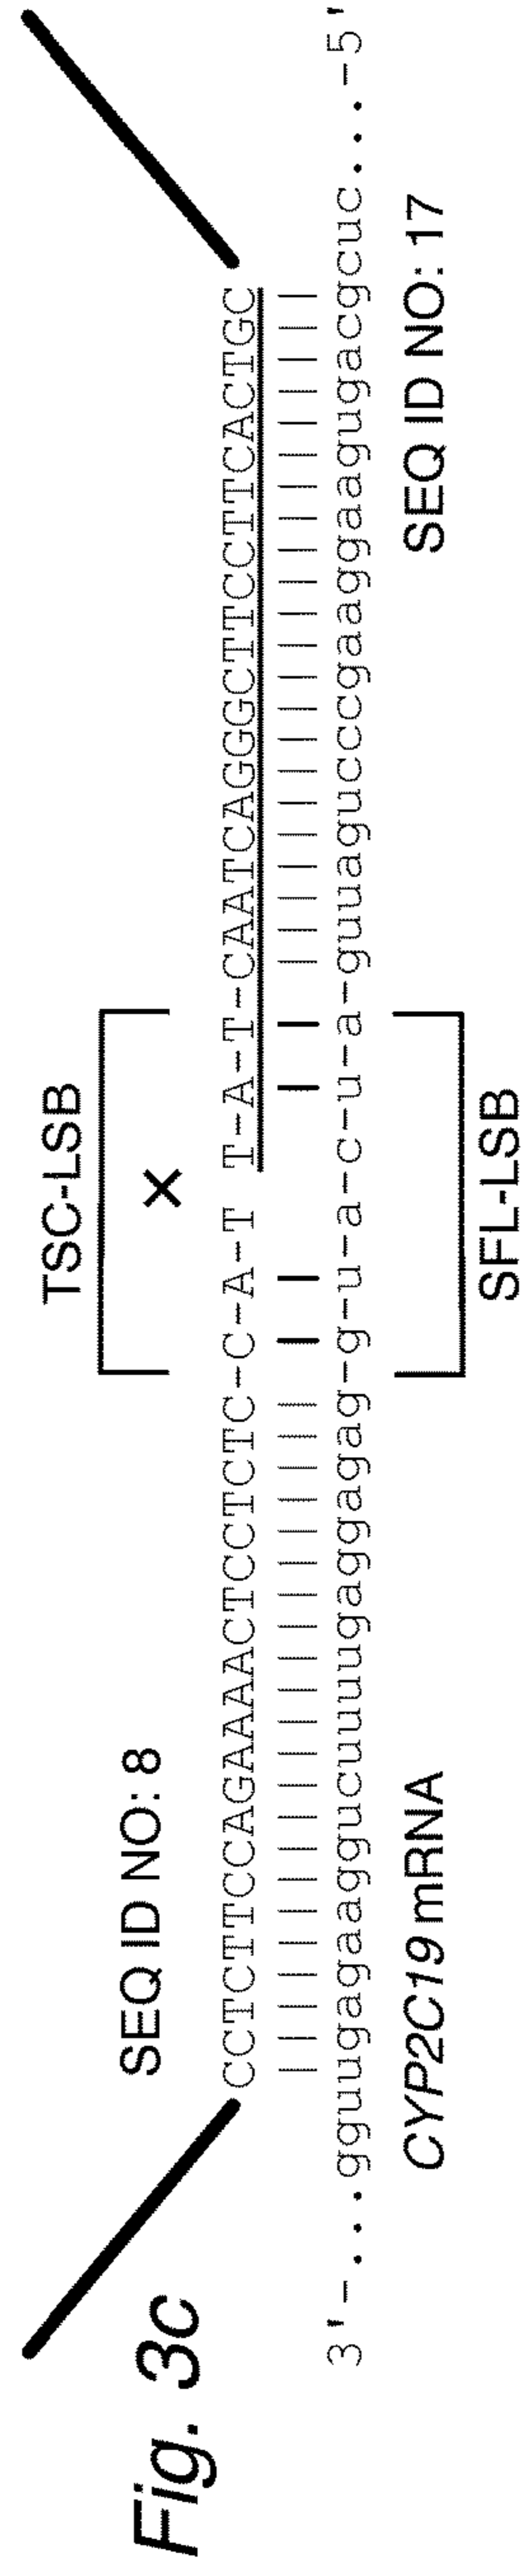 Fig. 3c
TSC-LSB
SEQ ID NO: 8
×
CCTCTTCCAGAAAACTCCTCTC-C-A-T T-A-T-CAATCAGGGCTTCCTTCACTGC
3'-...gguugagaaggucuuuugaggagag-g-u-a-c-u-a-guuagucccgaaggaagugacgcuc...-5'
CYP2C19 mRNA
SEQ ID NO: 17
SFL-LSB